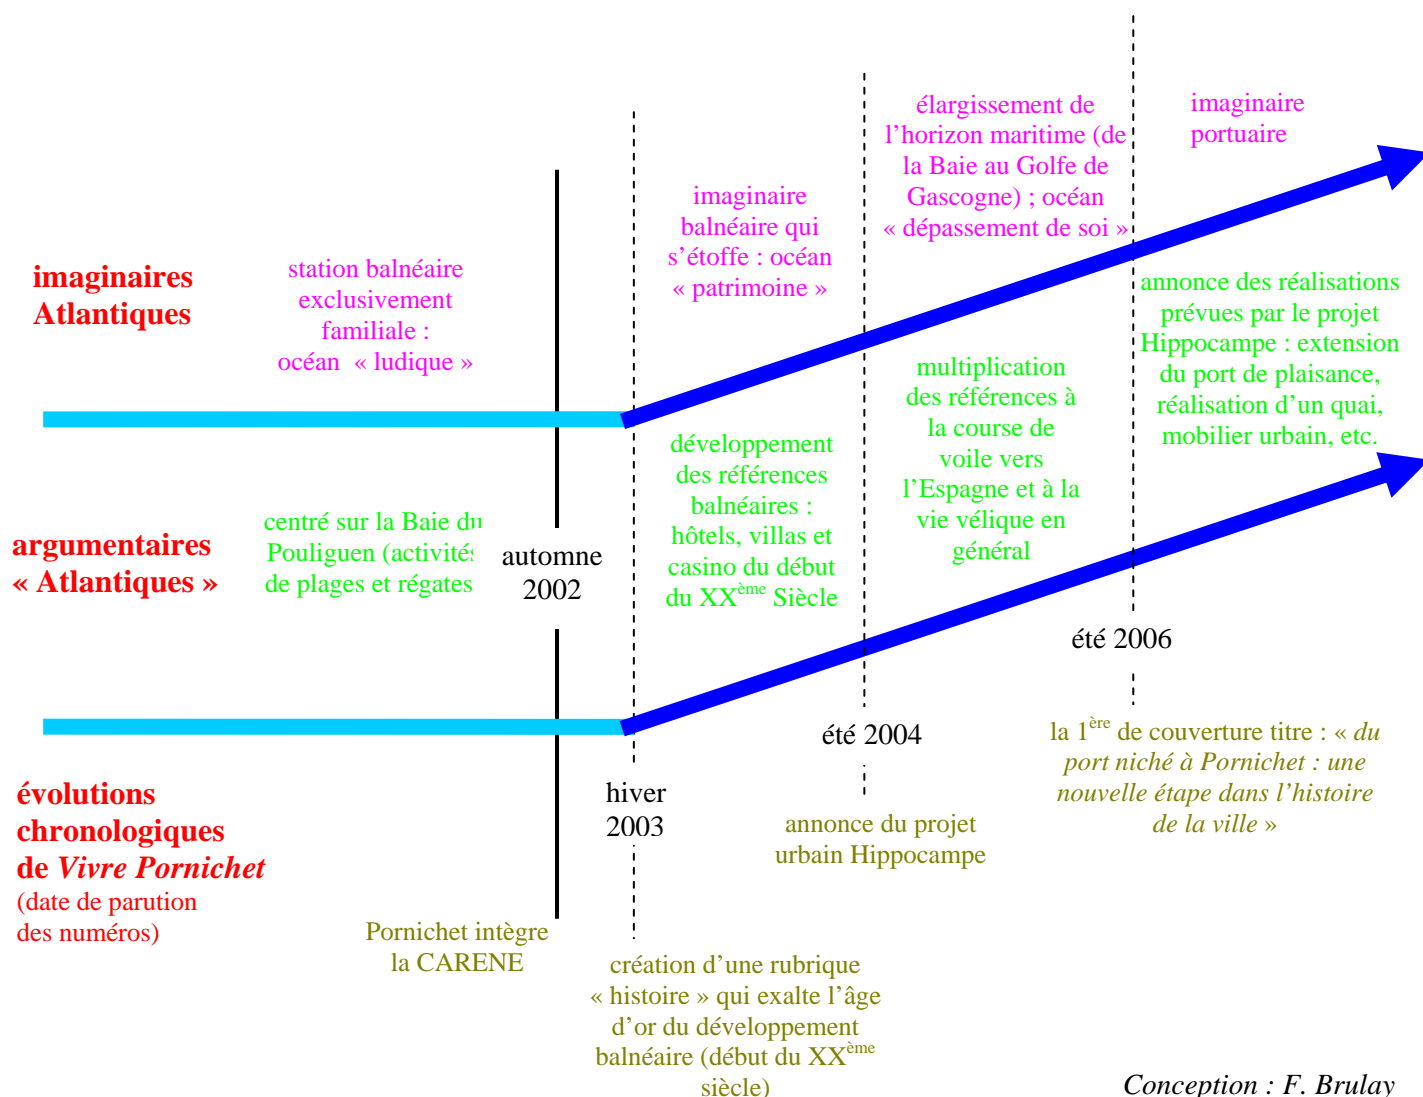 élargissement de
l’horizon maritime (de
la Baie au Golfe de
Gascogne) ; océan
« dépassement de soi »
imaginaire
portuaire
imaginaire
balnéaire qui
s’étoffe : océan
« patrimoine »
imaginaires
Atlantiques
station balnéaire
exclusivement
familiale :
océan « ludique »
annonce des réalisations
prévues par le projet
Hippocampe : extension
du port de plaisance,
réalisation d’un quai,
mobilier urbain, etc.
multiplication
des références à
la course de
voile vers
l’Espagne et à la
vie vélique en
général
développement
des références
balnéaires :
hôtels, villas et
casino du début
du XXème Siècle
argumentaires
« Atlantiques »
centré sur la Baie du
Pouliguen (activités
de plages et régates
automne
2002
été 2006
été 2004
hiver
2003
la 1ère de couverture titre : « du
port niché à Pornichet : une
nouvelle étape dans l’histoire
de la ville »
évolutions
chronologiques
de Vivre Pornichet
(date de parution
des numéros)
annonce du projet
urbain Hippocampe
Pornichet intègre
la CARENE
création d’une rubrique
« histoire » qui exalte l’âge
d’or du développement
balnéaire (début du XXème
siècle)
Conception : F. Brulay